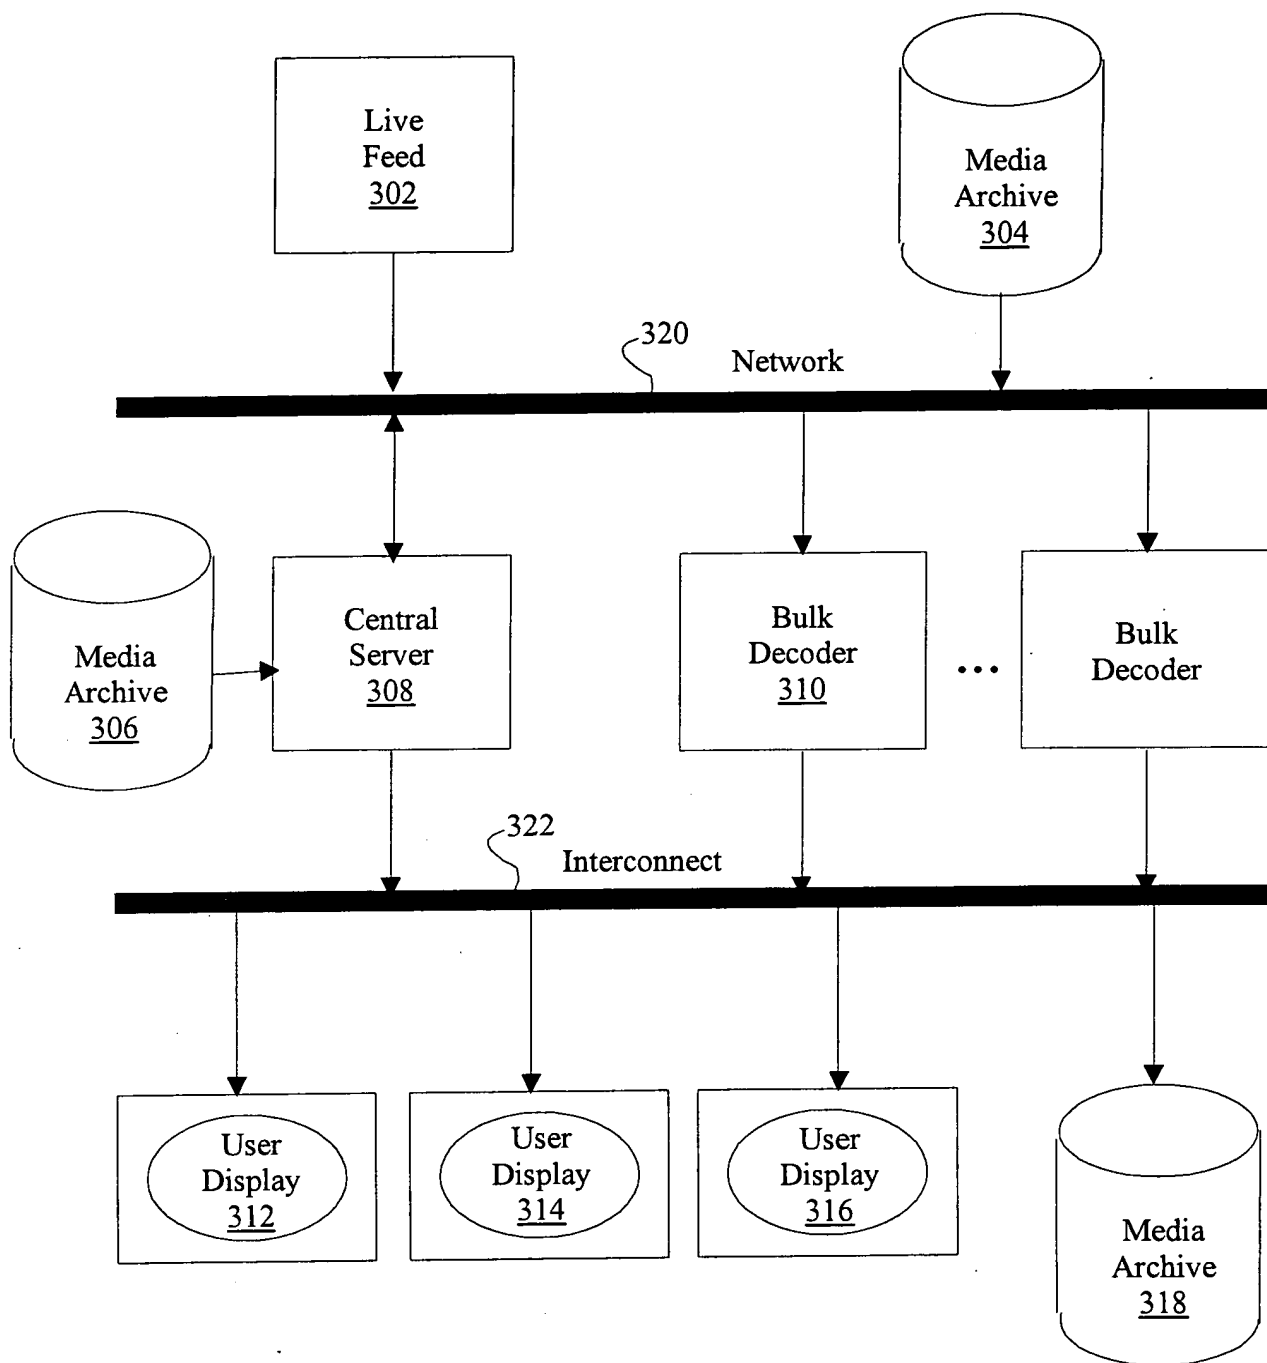 Live
Feed
302
Media
Archive
304
320
Network
Media
Archive
306
Central
Server
308
Bulk
Decoder
310
...
Bulk
Decoder
322
Interconnect
User
Display
312
User
Display
314
User
Display
316
Media
Archive
318